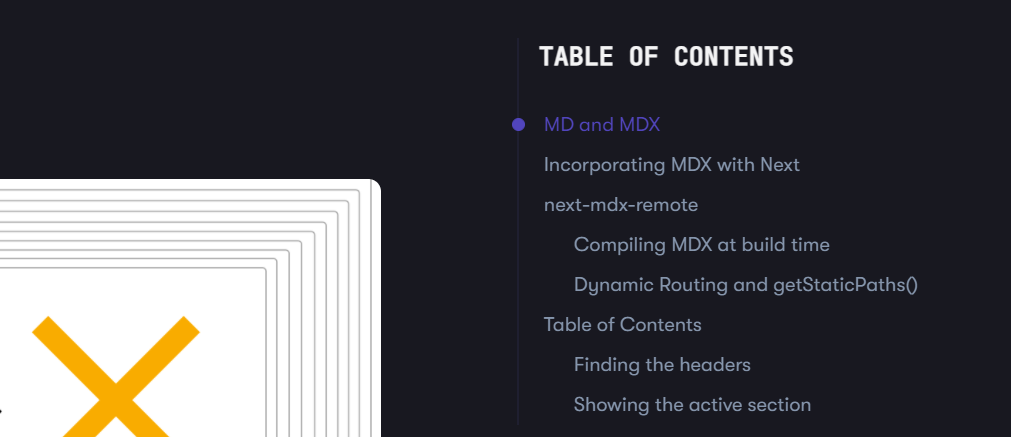 TABLE OF CONTENTS
MD and MDX
Incorporating MDX with Next
next-mdx-remote
Compiling MDX at build time
Dynamic Routing and getStaticPaths()
Table of Contents
Finding the headers
Showing the active section